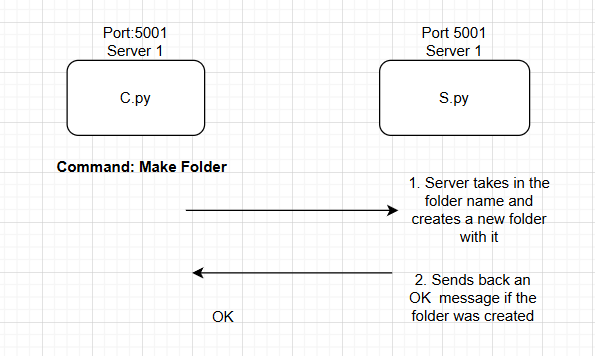 Port:5001
Server 1
C.py
Port 5001
Server 1
S.py
Command: Make Folder
1. Server takes in the
folder name and
creates a new folder
with it
2. Sends back an
OK  message if the
folder was created
OK